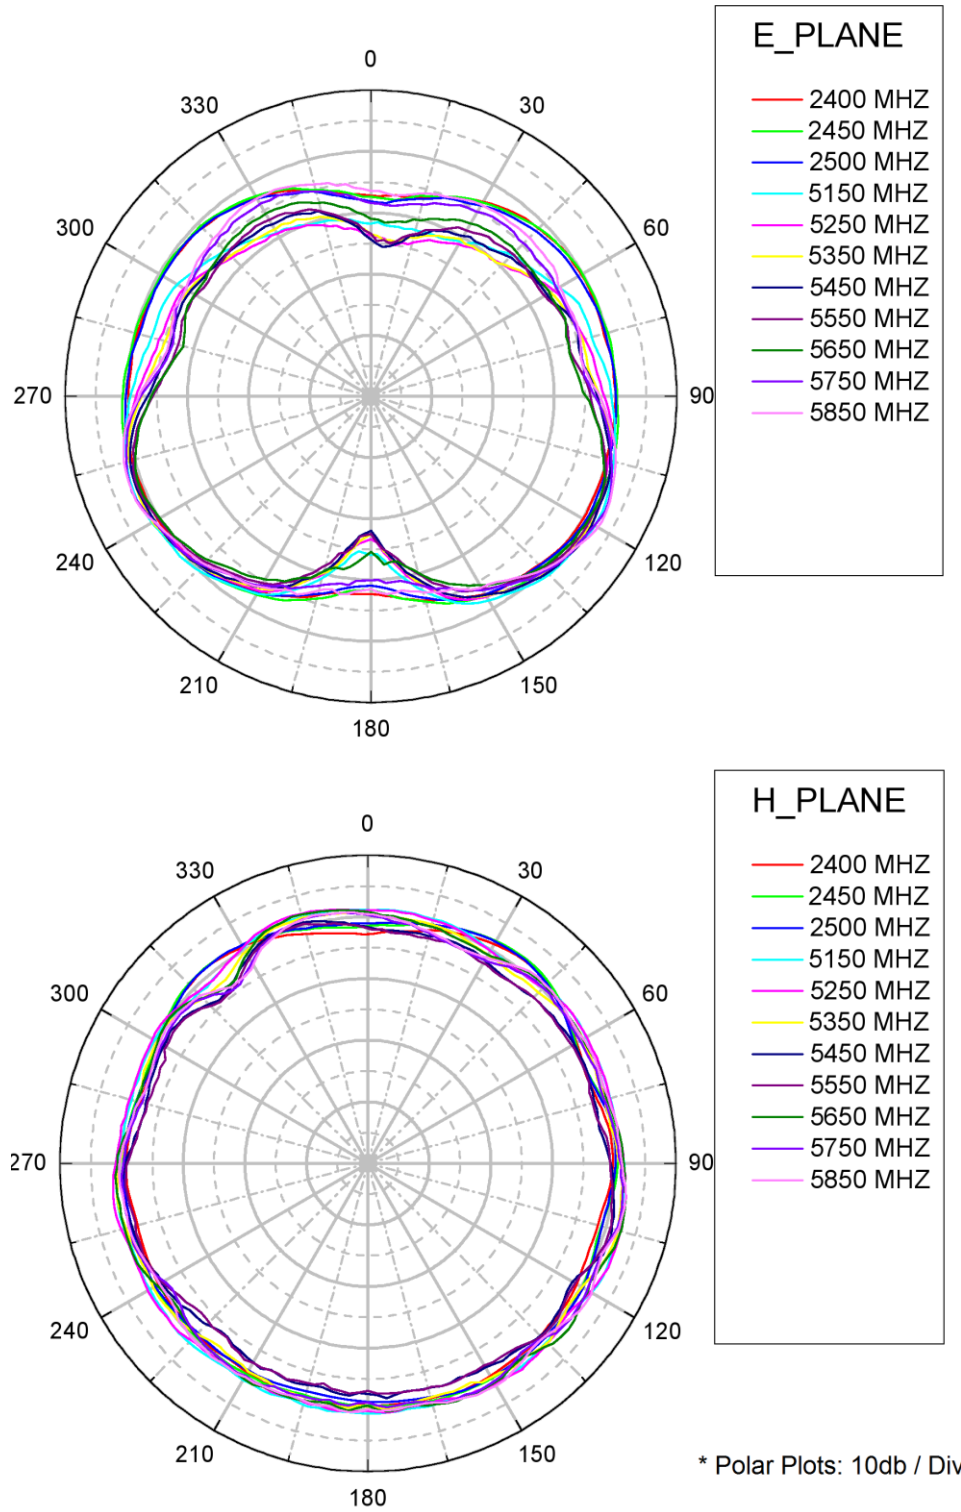 E_PLANE
2400 MHZ
2450 MHZ
2500 MHZ
5150 MHZ
5250 MHZ
5350 MHZ
5450 MHZ
5550 MHZ
5650 MHZ
5750 MHZ
5850 MHZ
0
30
60
90
120
150
180
210
240
270
300
330
H_PLANE
2400 MHZ
2450 MHZ
2500 MHZ
5150 MHZ
5250 MHZ
5350 MHZ
5450 MHZ
5550 MHZ
5650 MHZ
5750 MHZ
5850 MHZ
0
30
60
90
120
150
180
210
240
270
300
330
* Polar Plots: 10db / Div